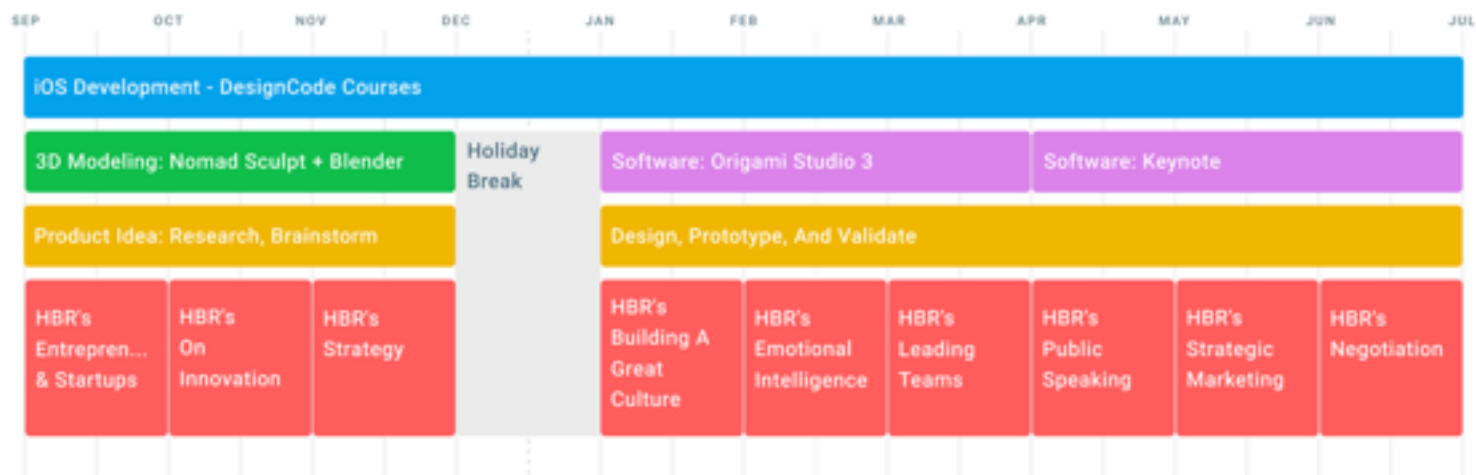 SEP OCT NOV DEC JAN FEB MAR APR MAY JUN JUL
iOS Development - DesignCode Courses
3D Modeling: Nomad Sculpt + Blender
Holiday
Break
Software: Origami Studio 3
Software: Keynote
Product Idea: Research, Brainstorm
Design, Prototype, And Validate
HBR's
Entrepren...
& Startups
HBR's
On
Innovation
HBR's
Strategy
HBR's
Building A
Great
Culture
HBR's
Emotional
Intelligence
HBR's
Leading
Teams
HBR's
Public
Speaking
HBR's
Strategic
Marketing
HBR's
Negotiation